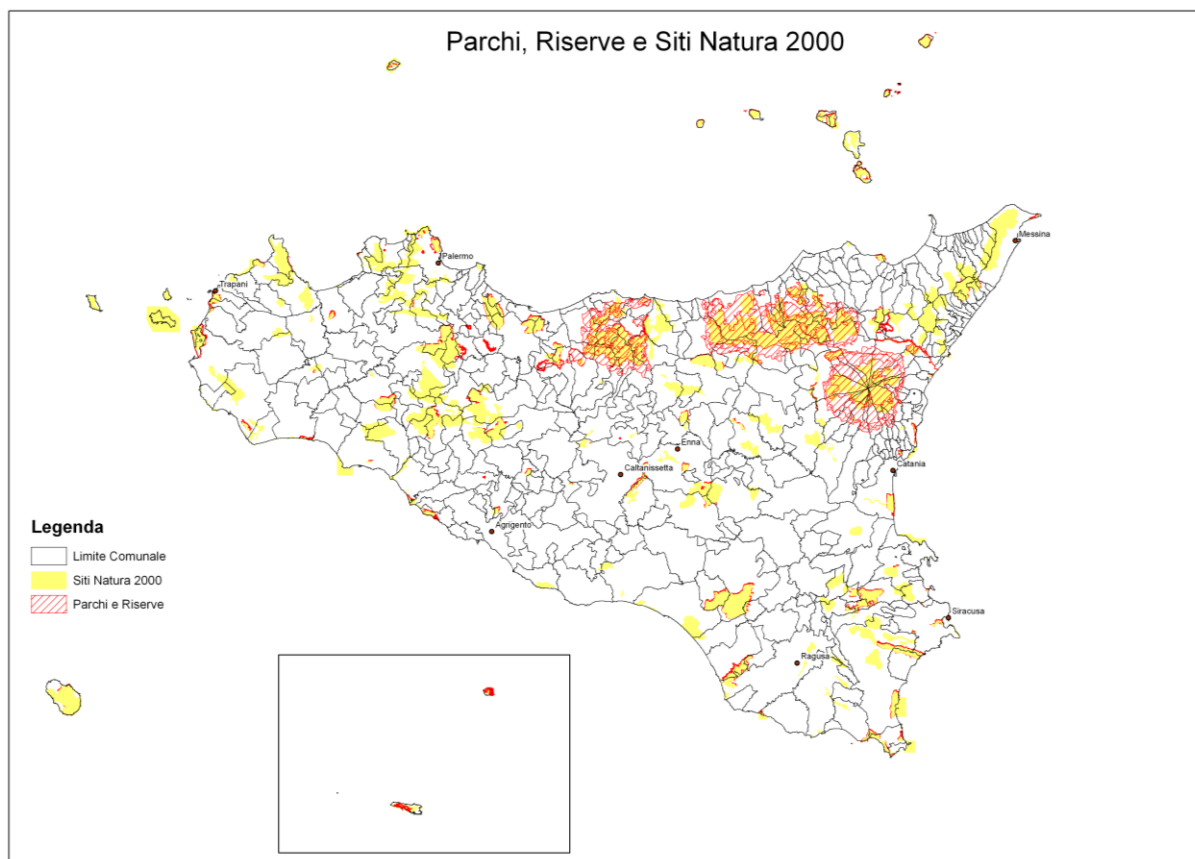 Parchi, Riserve e Siti Natura 2000
Messina
Palermo
Trapani
Enna
Caltanissetta
Catania
Agrigento
Legenda
Limite Comunale
Siti Natura 2000
Parchi e Riserve
Siracusa
Ragusa